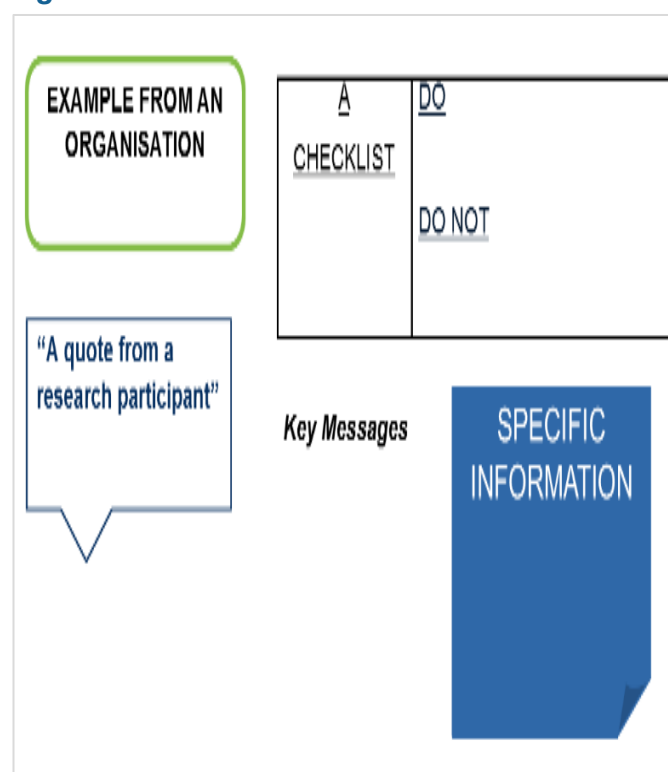 EXAMPLE FROM AN
ORGANISATION
A
CHECKLIST
DO
DO NOT
“A quote from a
research participant”
Key Messages
SPECIFIC
INFORMATION